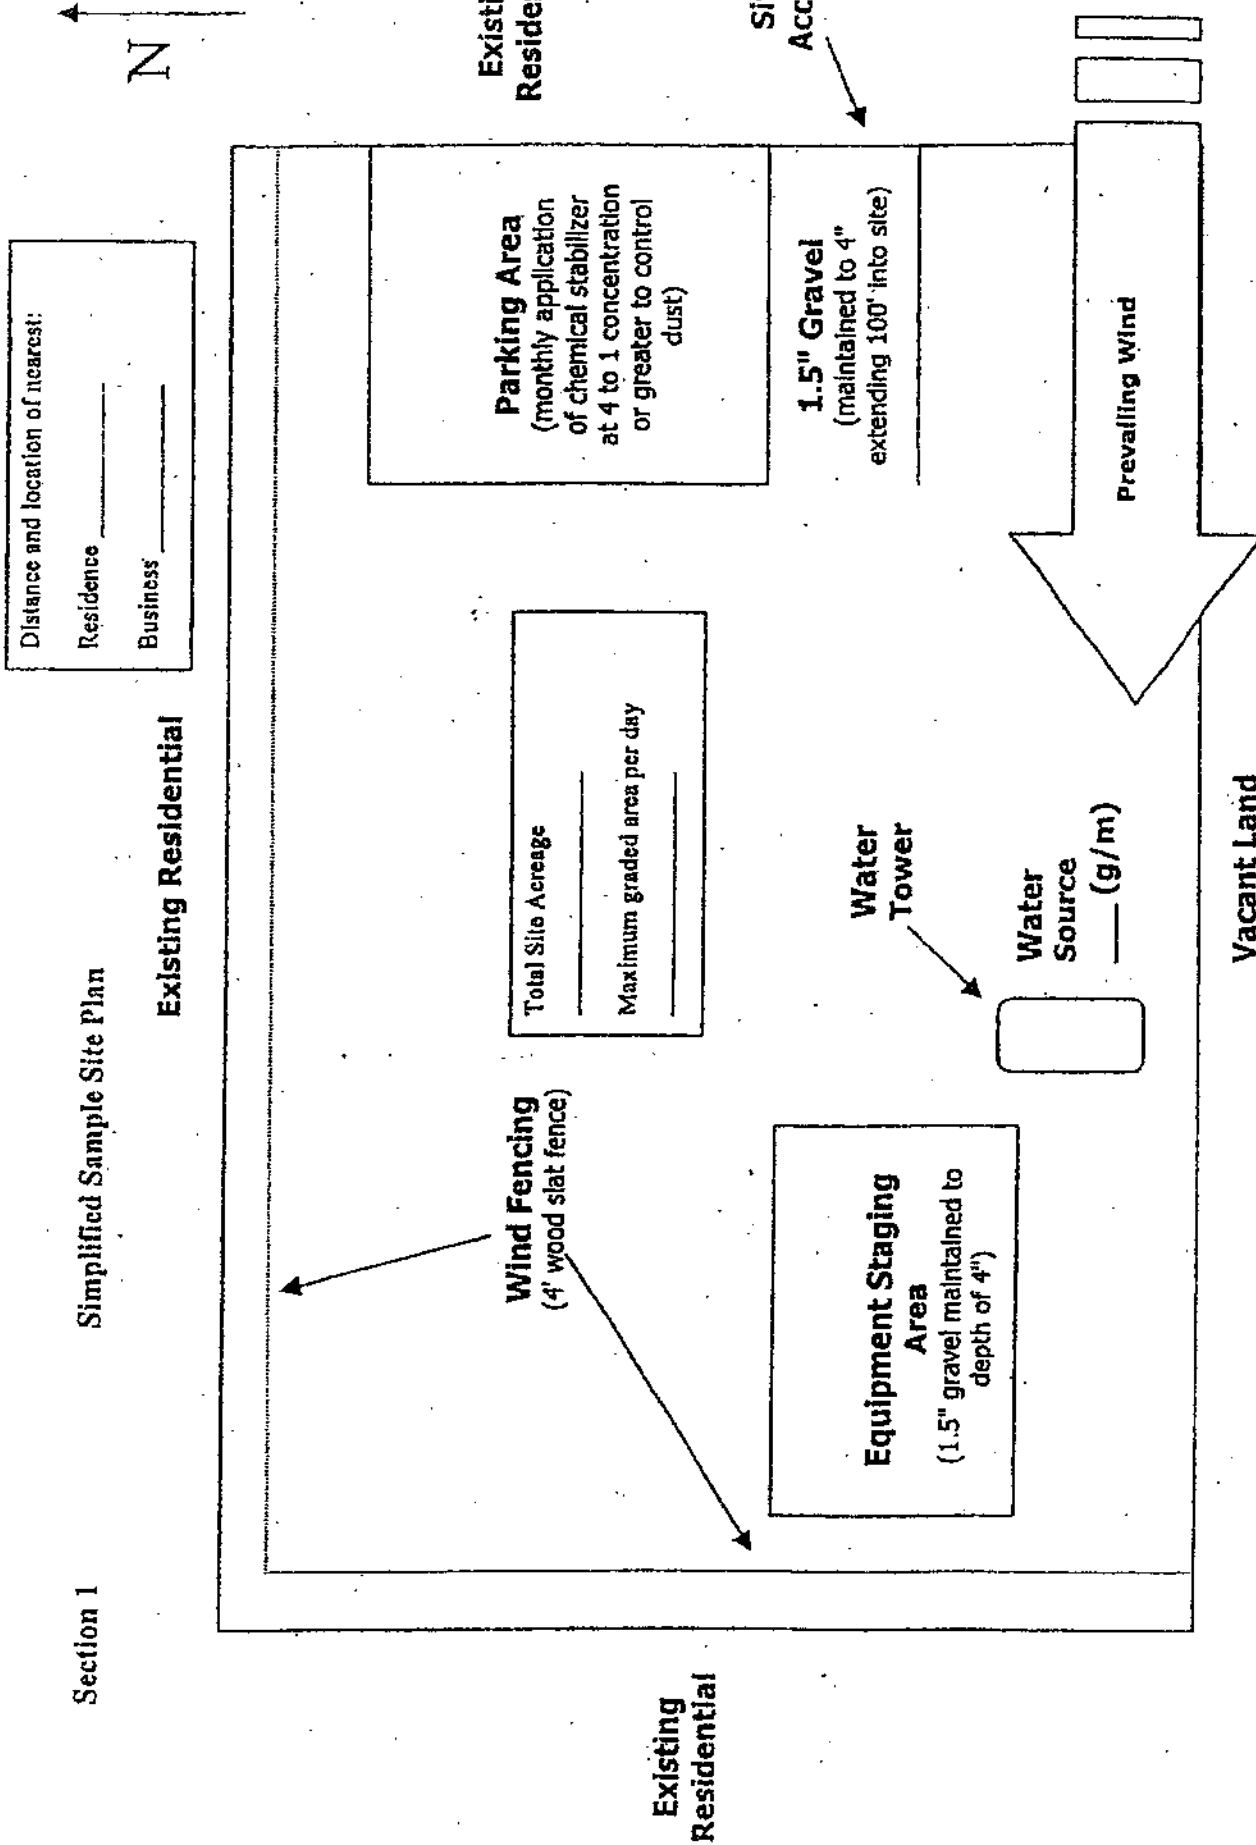 Section 1
Simplified Sample Site Plan
N
Distance and location of nearest:
Residence
Business
Existing Residential
Existing
Residential
Wind Fencing
(4' wood slat fence)
Total Site Acreage
Maximum graded area per day
Parking Area
(monthly application
of chemical stabilizer
at 4 to 1 concentration
or greater to control
dust)
1.5" Gravel
(maintained to 4"
extending 100' into site)
Equipment Staging
Area
(1.5" gravel maintained to
depth of 4")
Water
Tower
Water
Source
(g/m)
Prevailing Wind
Vacant Land